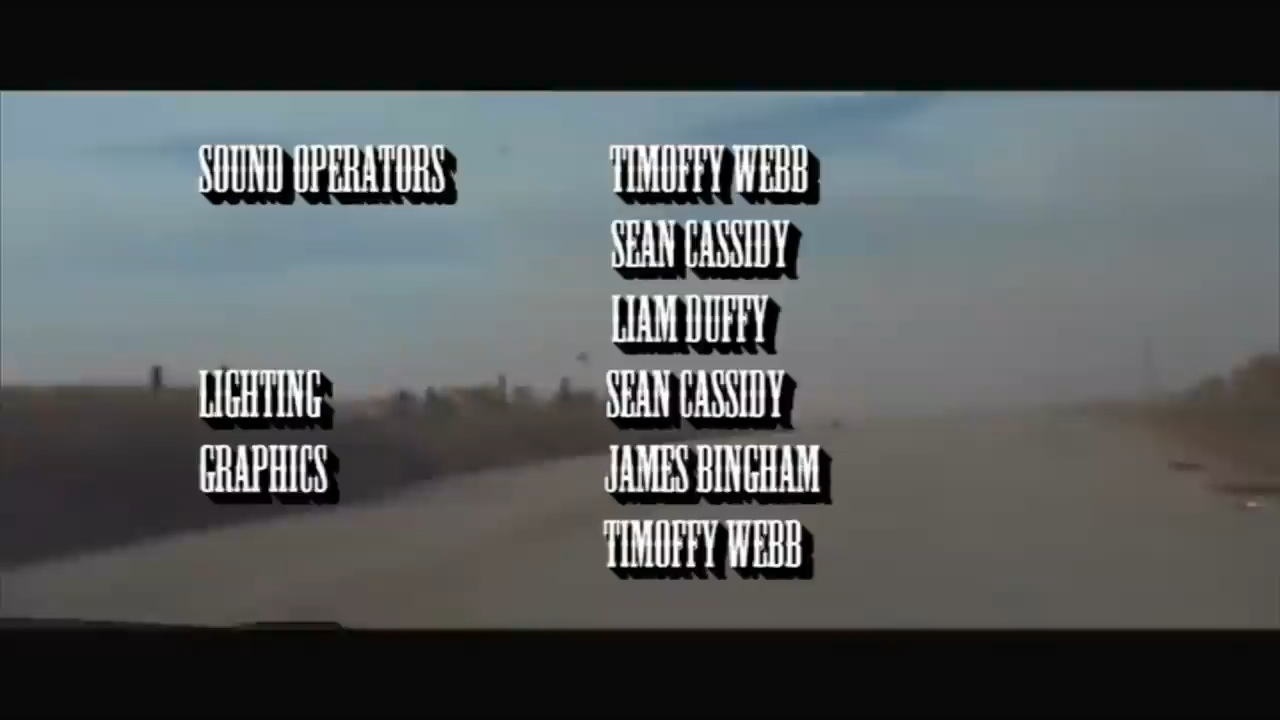 SOUND OPERATORS TIMOFFY WEBB
SEAN CASSIDY
LIAM DUFFY
LIGHTING SEAN CASSIDY
GRAPHICS JAMES BINGHAM
TIMOFFY WEBB